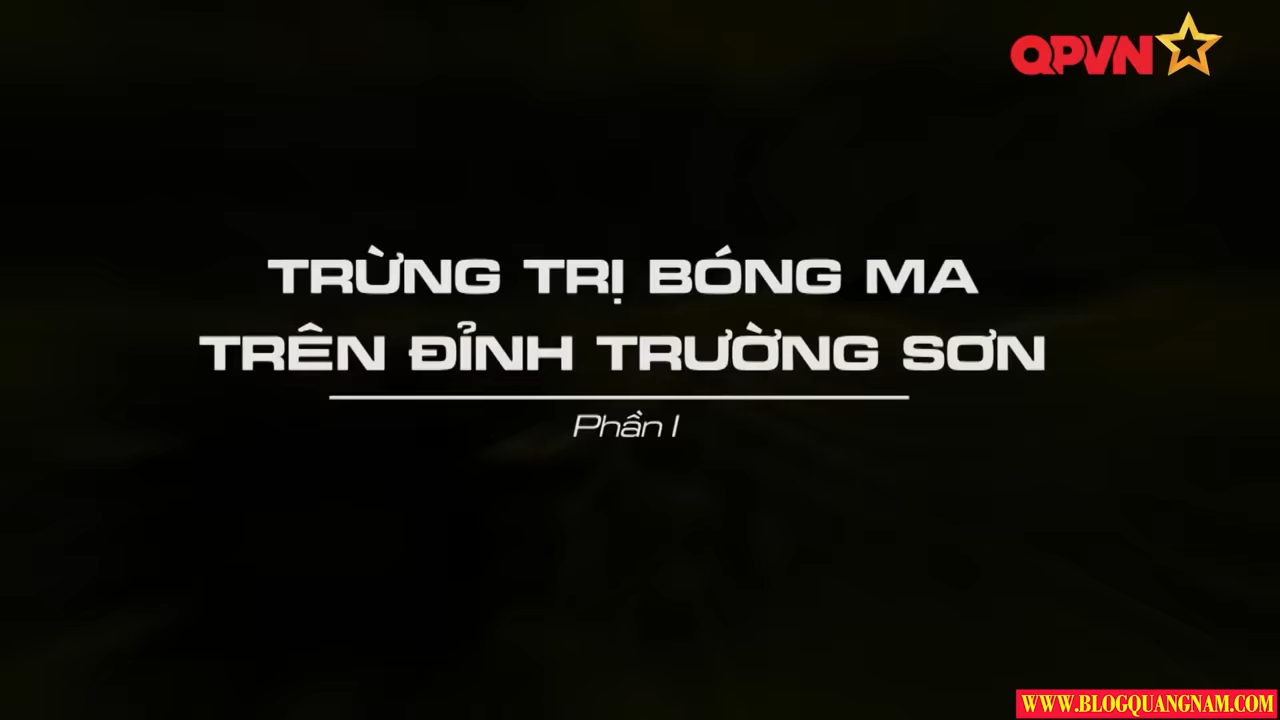 QPVN
TRỪNG TRỊ BÓNG MA
TRÊN ĐỈNH TRƯỜNG SƠN
Phần I
WWW.BLOGQUANGNAM.COM